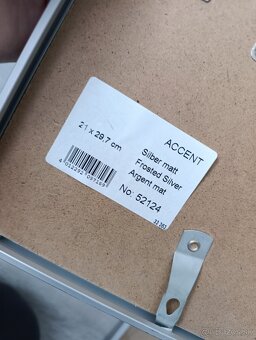 ACCENT
21 x 29,7 cm
Silber matt
Frosted Silver
Argent mat
No: 52124